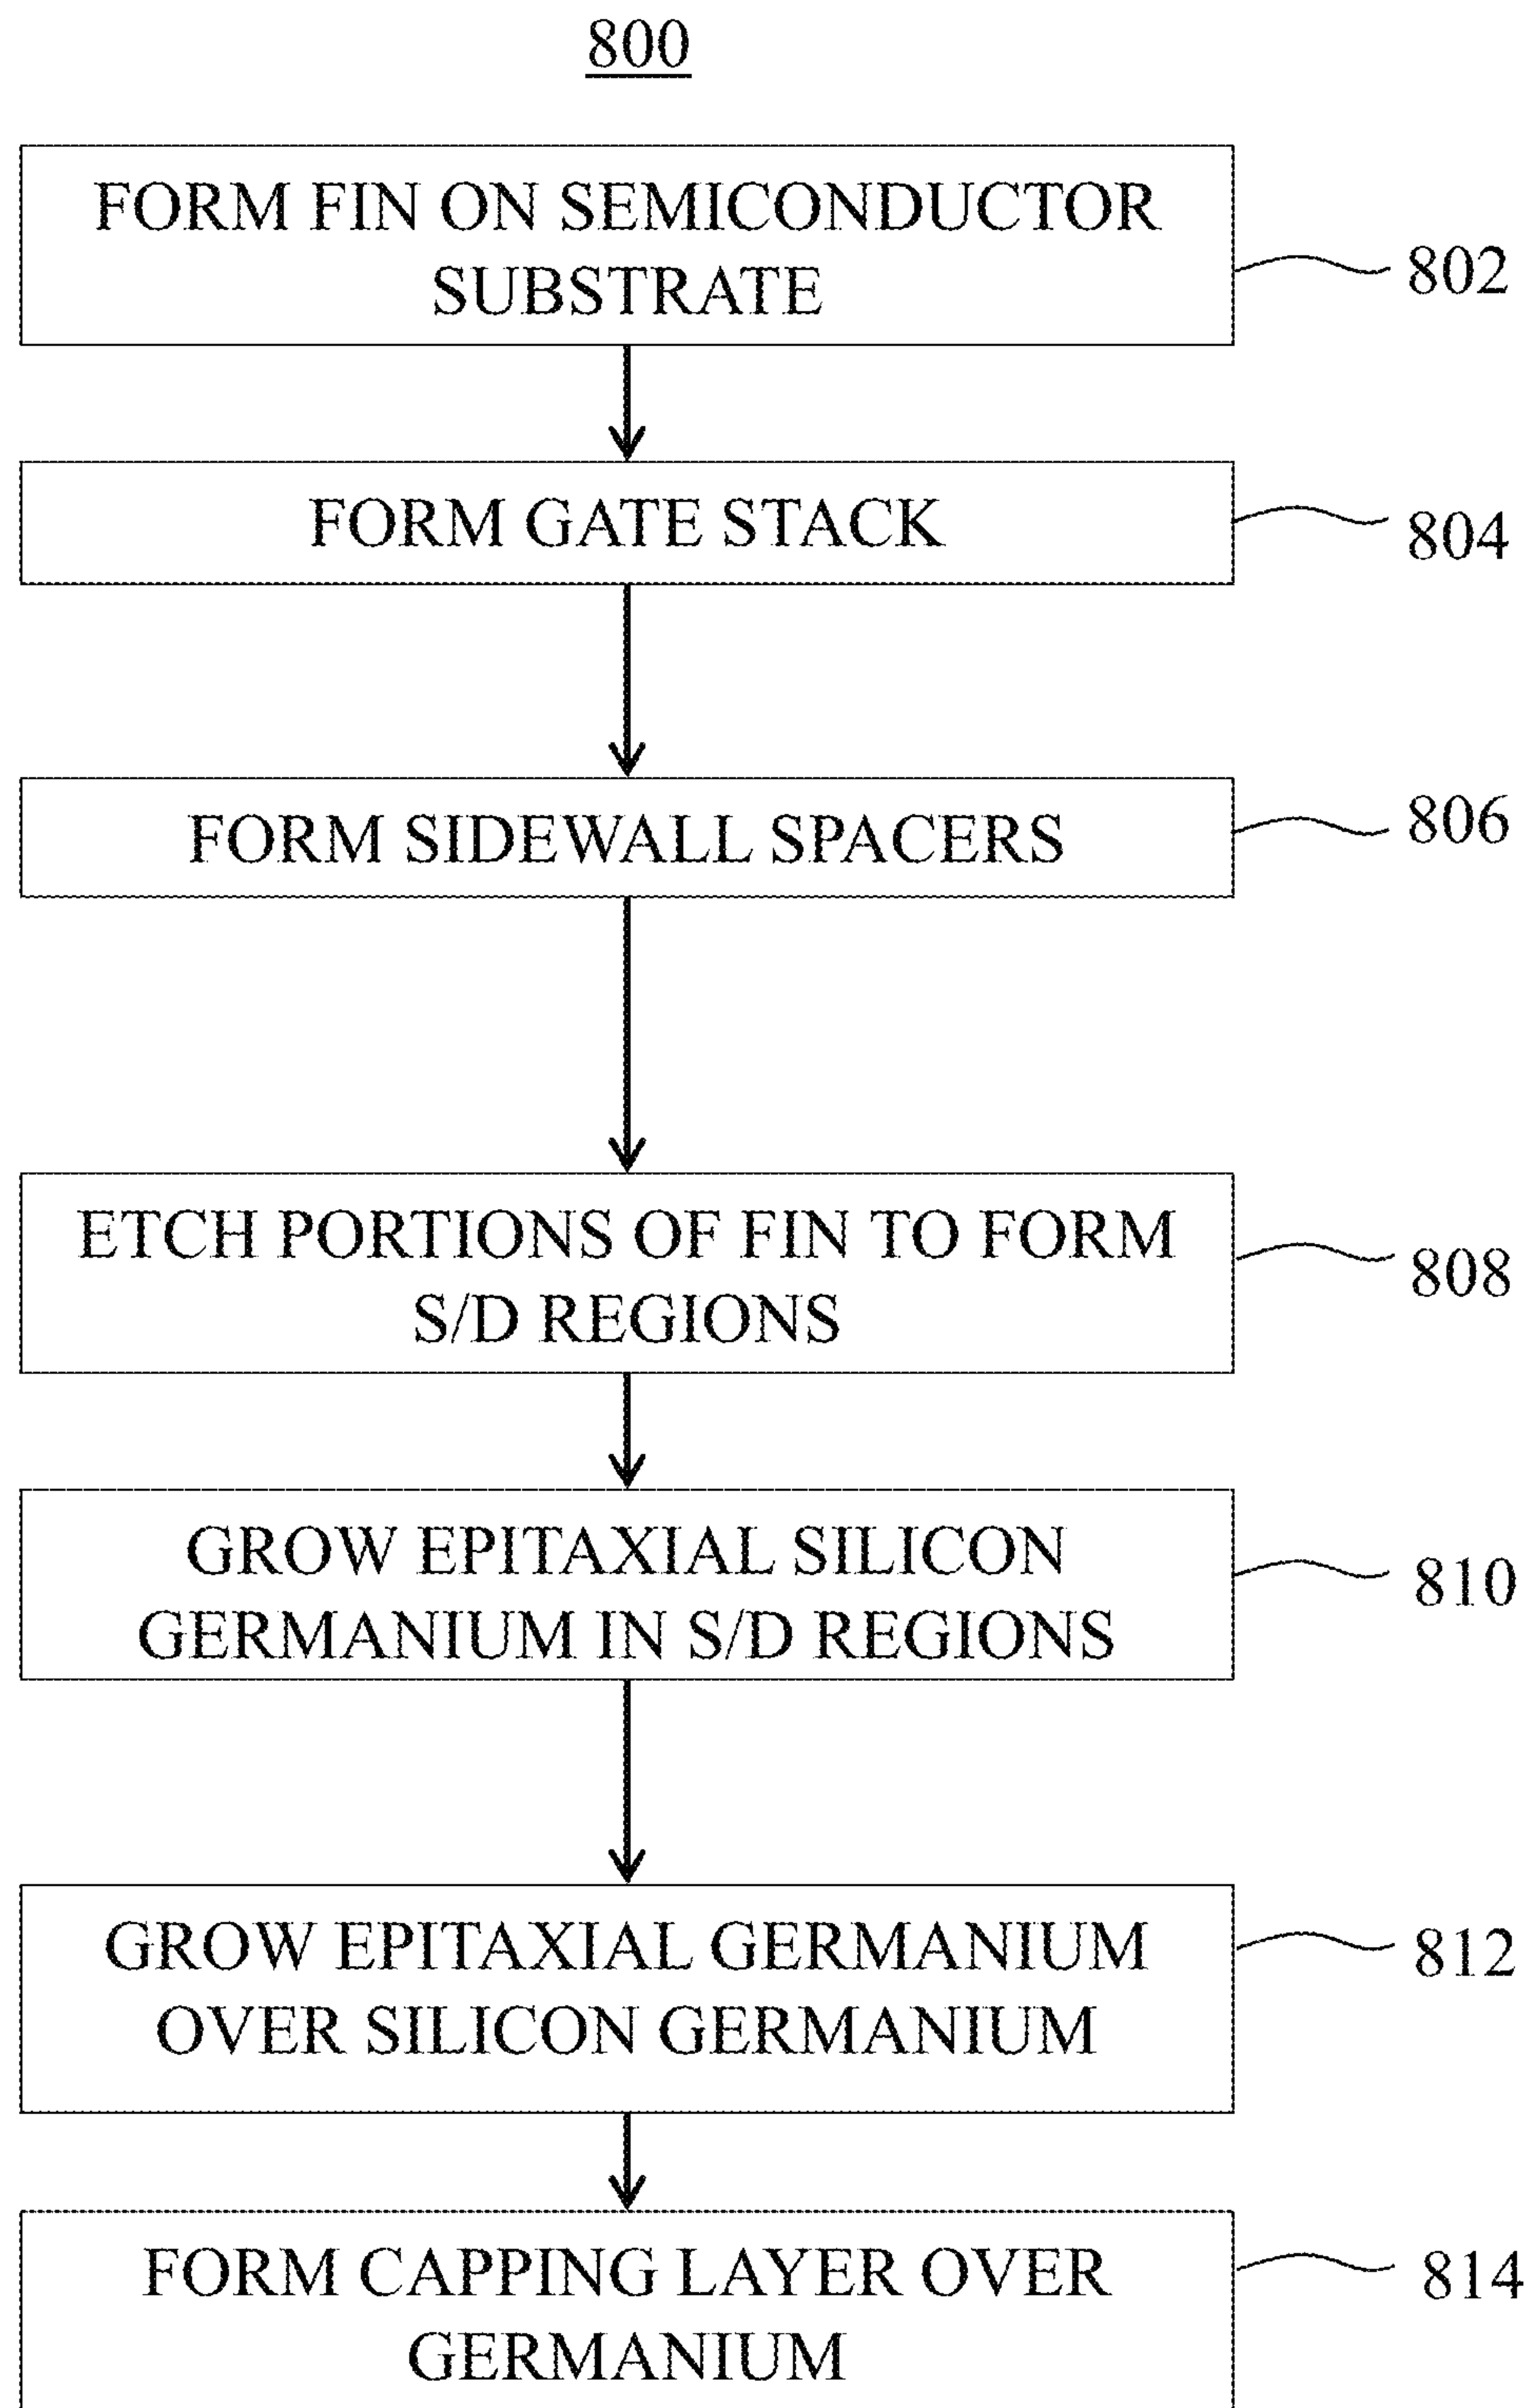 800
FORM FIN ON SEMICONDUCTOR
SUBSTRATE
802
FORM GATE STACK
804
FORM SIDEWALL SPACERS
806
ETCH PORTIONS OF FIN TO FORM
S/D REGIONS
808
GROW EPITAXIAL SILICON
GERMANIUM IN S/D REGIONS
810
GROW EPITAXIAL GERMANIUM
OVER SILICON GERMANIUM
812
FORM CAPPING LAYER OVER
GERMANIUM
814